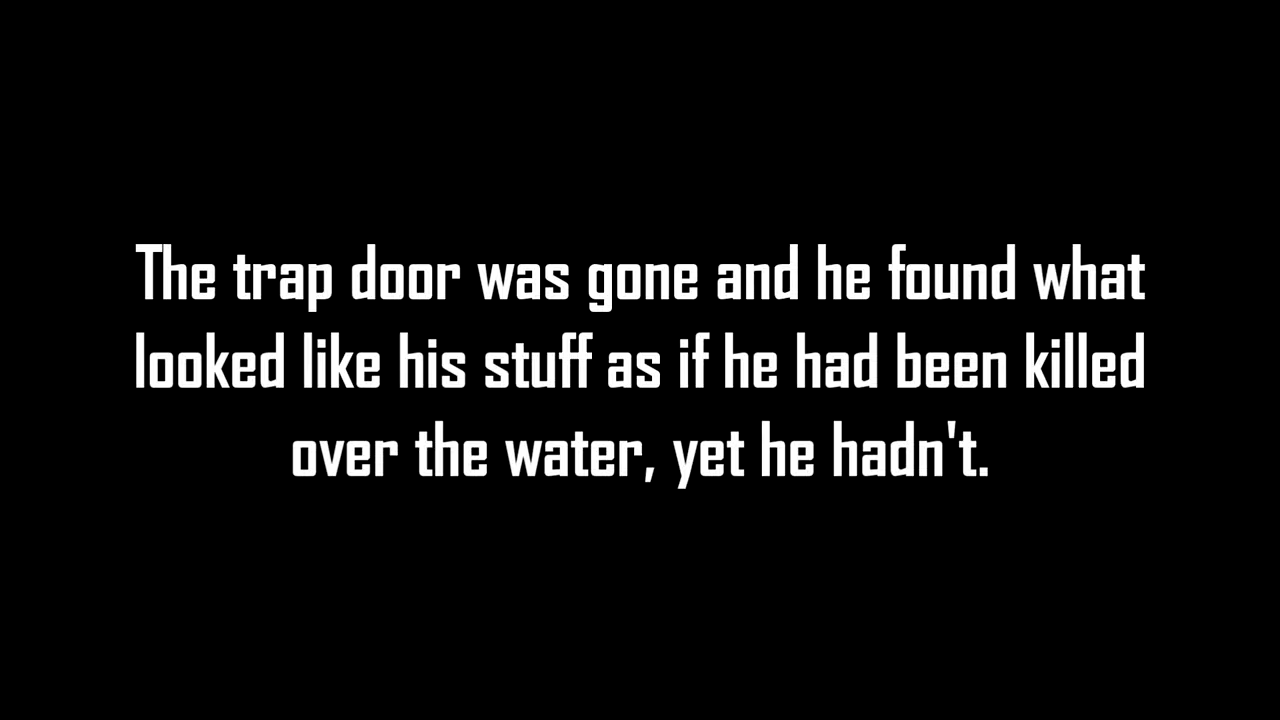 The trap door was gone and he found what
looked like his stuff as if he had been killed
over the water, yet he hadn't.